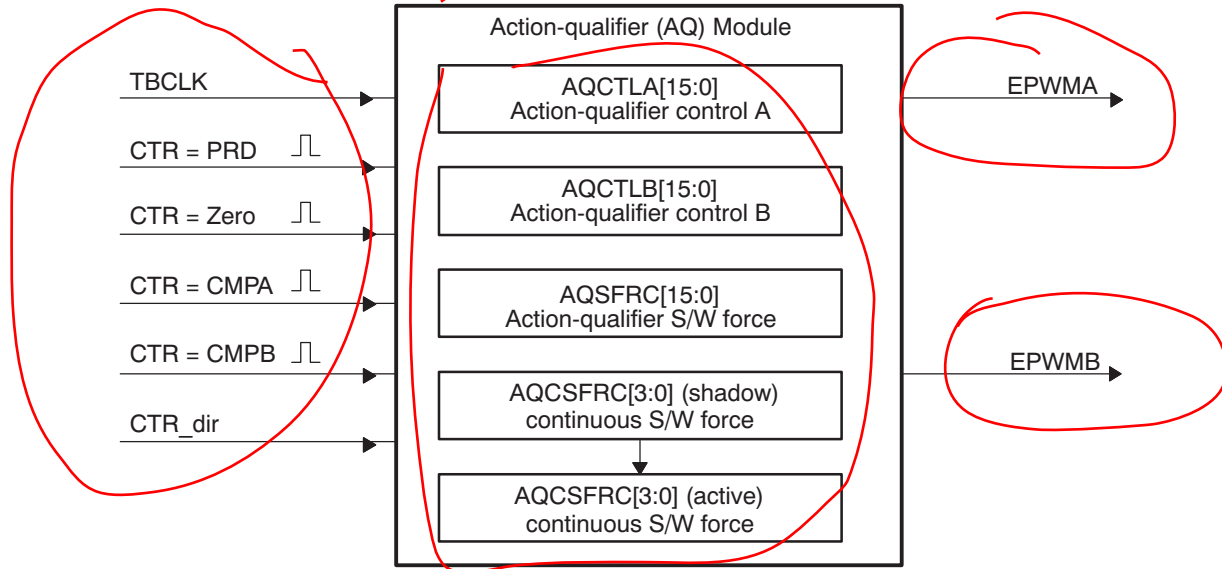 Action-qualifier (AQ) Module
TBCLK
CTR = PRD
CTR = Zero
CTR = CMPA
CTR = CMPB
CTR_dir
AQCTLA[15:0]
Action-qualifier control A
AQCTLB[15:0]
Action-qualifier control B
AQSFRC[15:0]
Action-qualifier S/W force
AQCSFRC[3:0] (shadow)
continuous S/W force
AQCSFRC[3:0] (active)
continuous S/W force
EPWMA
EPWMB